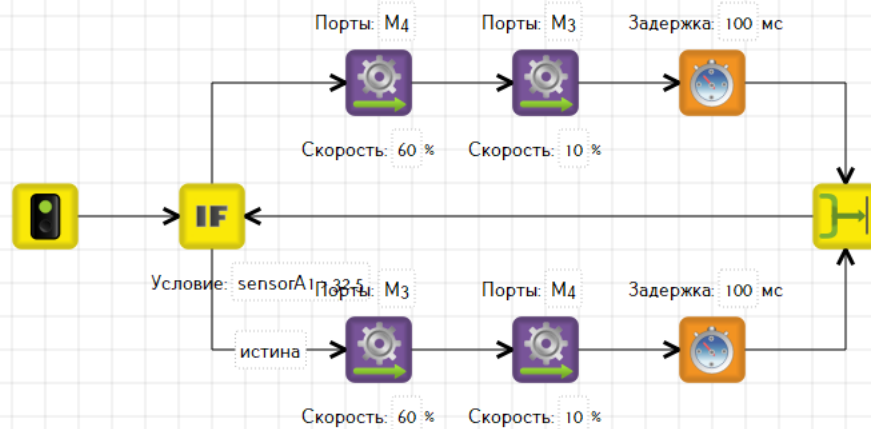 Порты: M4
Порты: M3
Задержка: 100 мс
Скорость: 60 %
Скорость: 10 %
IF
Условие: sensorA1
Порты: M3
Порты: M4
Задержка: 100 мс
истина
Скорость: 60 %
Скорость: 10 %